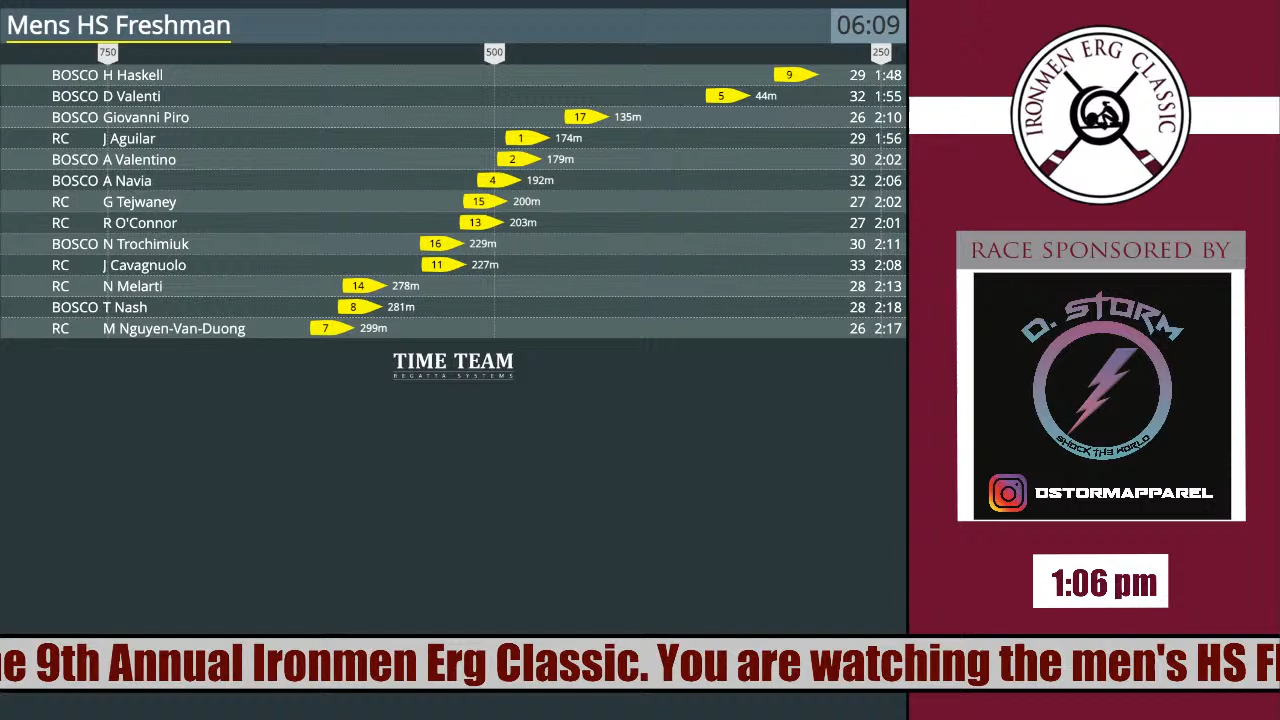 Mens HS Freshman 06:09
750 500 250
BOSCO H Haskell 9 29 1:48
BOSCO D Valenti 5 44m 32 1:55
BOSCO Giovanni Piro 17 135m 26 2:10
RC J Aguilar 1 174m 29 1:56
BOSCO A Valentino 2 179m 30 2:02
BOSCO A Navia 4 192m 32 2:06
RC G Tejwaney 15 200m 27 2:02
RC R O'Connor 13 203m 27 2:01
BOSCO N Trochimiuk 16 229m 30 2:11
RC J Cavagnuolo 11 227m 33 2:08
RC N Melarti 14 278m 28 2:13
BOSCO T Nash 8 281m 28 2:18
RC M Nguyen-Van-Duong 7 299m 26 2:17
TIME TEAM
REGATTA SYSTEMS
IRONMEN ERG CLASSIC
RACE SPONSORED BY
D. STORM
SHOCK THE WORLD
DSTORMAPPAREL
1:06 pm
he 9th Annual Ironmen Erg Classic. You are watching the men's HS F